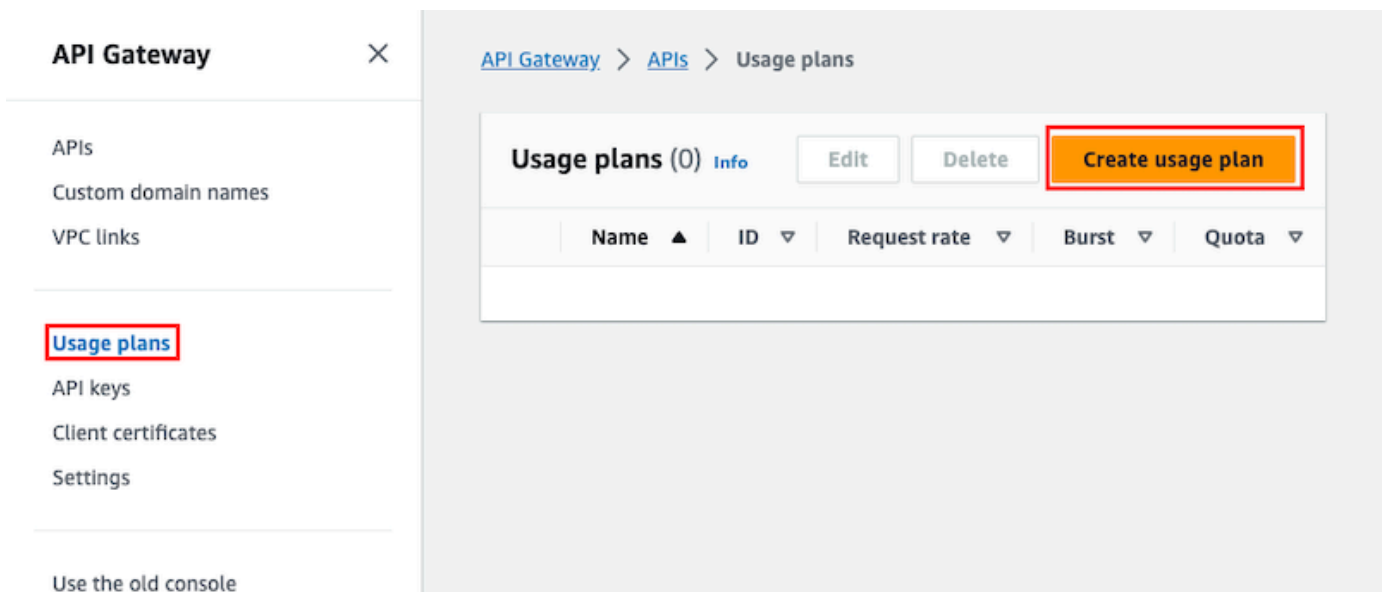 API Gateway
APIs
Custom domain names
VPC links
Usage plans
API keys
Client certificates
Settings
Use the old console
API Gateway > APIs > Usage plans
Usage plans (0) Info Edit Delete Create usage plan
Name ID Request rate Burst Quota